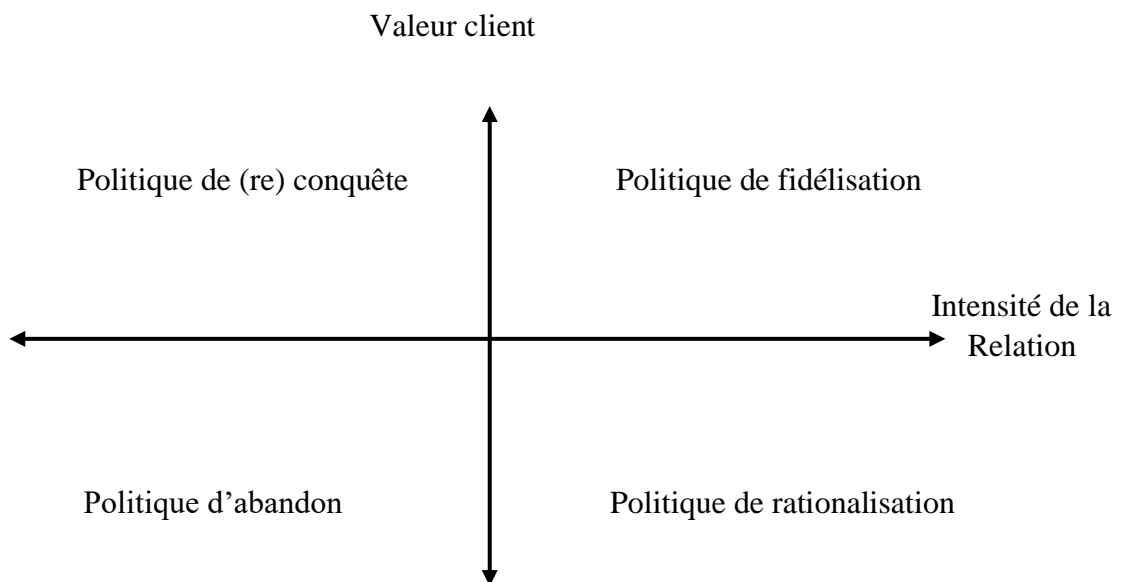 Valeur client
Politique de (re) conquête
Politique de fidélisation
Intensité de la
Relation
Politique d’abandon
Politique de rationalisation